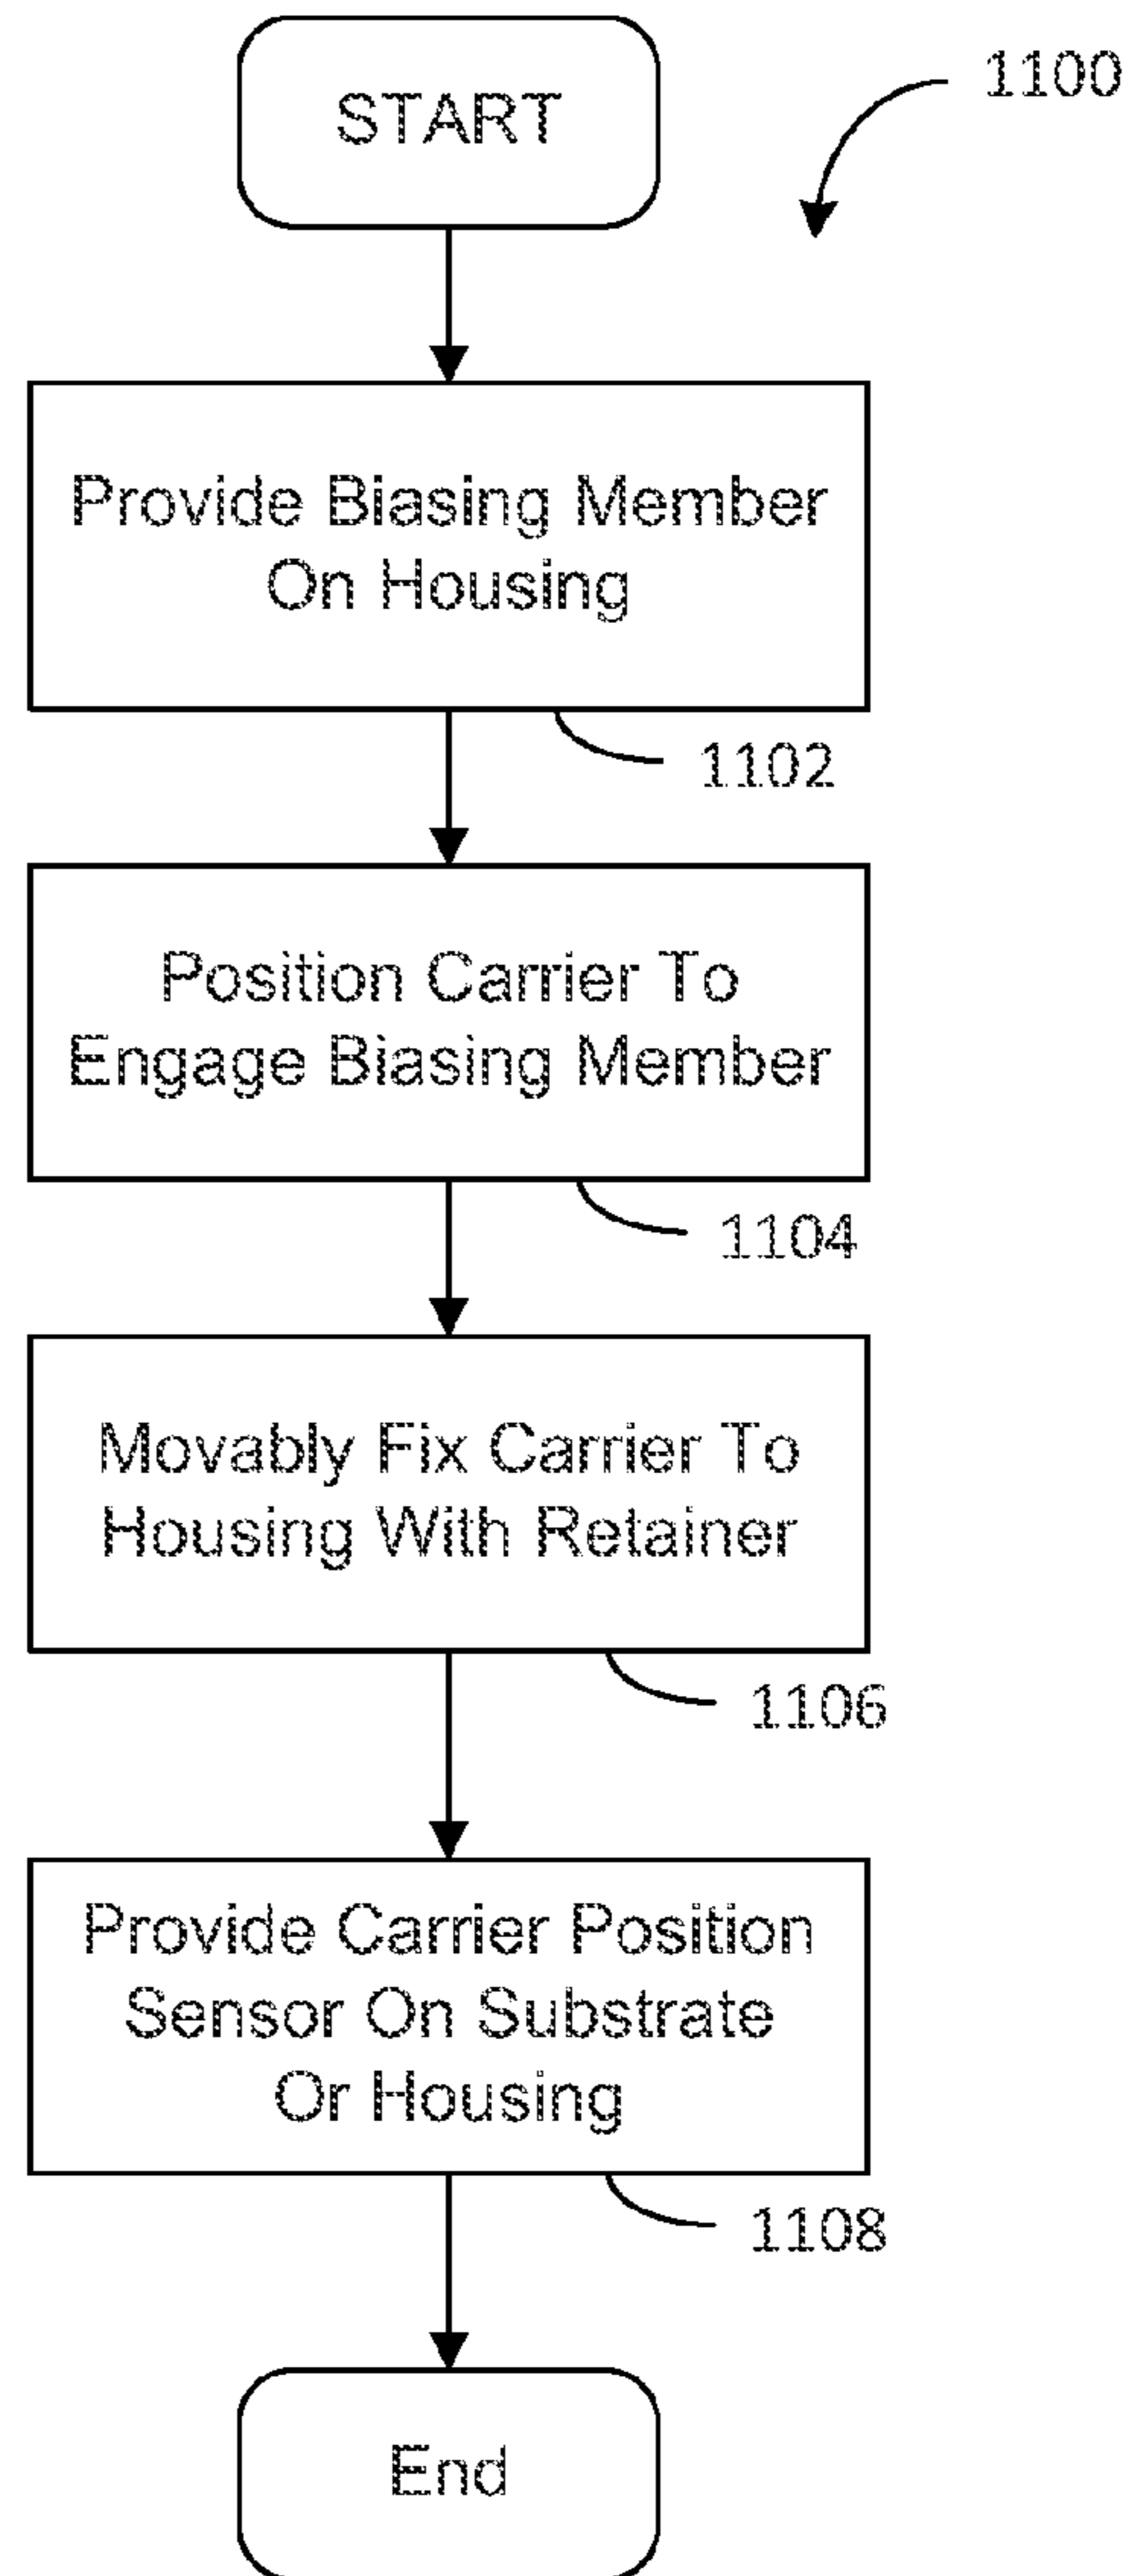 START
1100
Provide Biasing Member
On Housing
1102
Position Carrier To
Engage Biasing Member
1104
Movably Fix Carrier To
Housing With Retainer
1106
Provide Carrier Position
Sensor On Substrate
Or Housing
1108
End